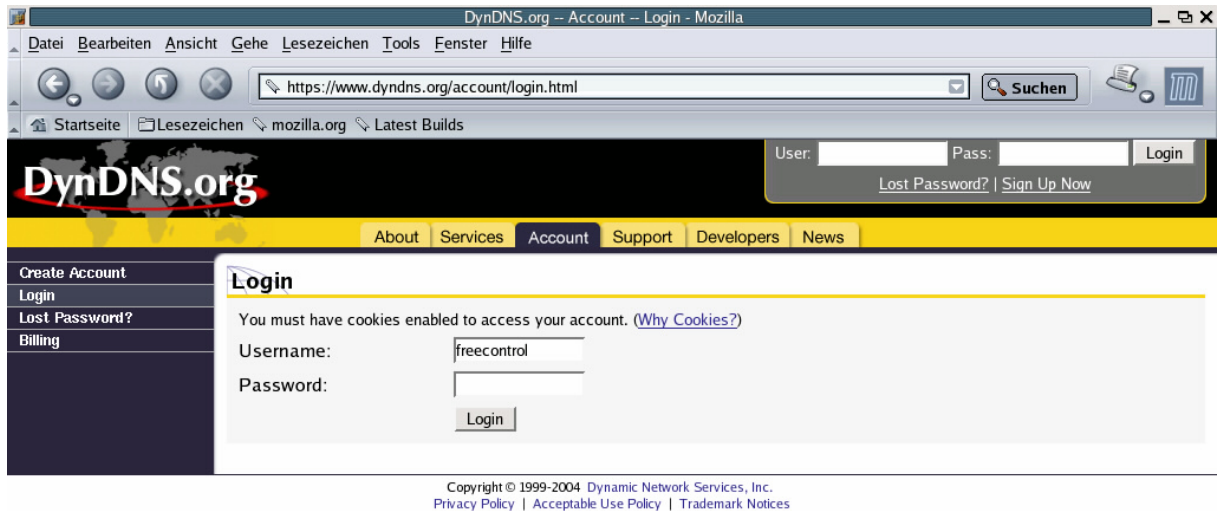 DynDNS.org -- Account -- Login - Mozilla
Datei Bearbeiten Ansicht Gehe Lesezeichen Tools Fenster Hilfe
https://www.dyndns.org/account/login.html Suchen
Startseite Lesezeichen mozilla.org Latest Builds
DynDNS.org
User: Pass: Login
Lost Password? | Sign Up Now
About Services Account Support Developers News
Create Account
Login
Lost Password?
Billing
Login
You must have cookies enabled to access your account. (Why Cookies?)
Username: freecontrol
Password:
Login
Copyright © 1999-2004 Dynamic Network Services, Inc.
Privacy Policy | Acceptable Use Policy | Trademark Notices